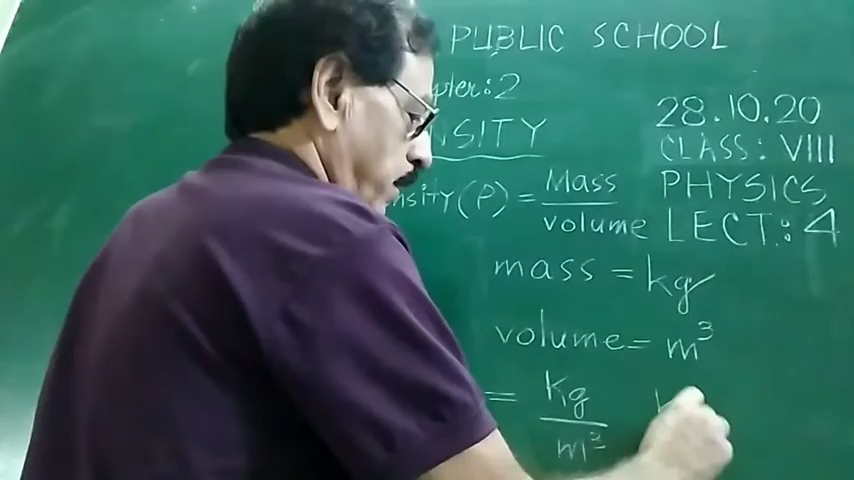 PUBLIC SCHOOL
pter:2
28.10.20
NSITY
CLASS: VIII
nsity(P) = Mass / volume
PHYSICS
LECT: 4
mass = kg
volume = m³
= kg / m³